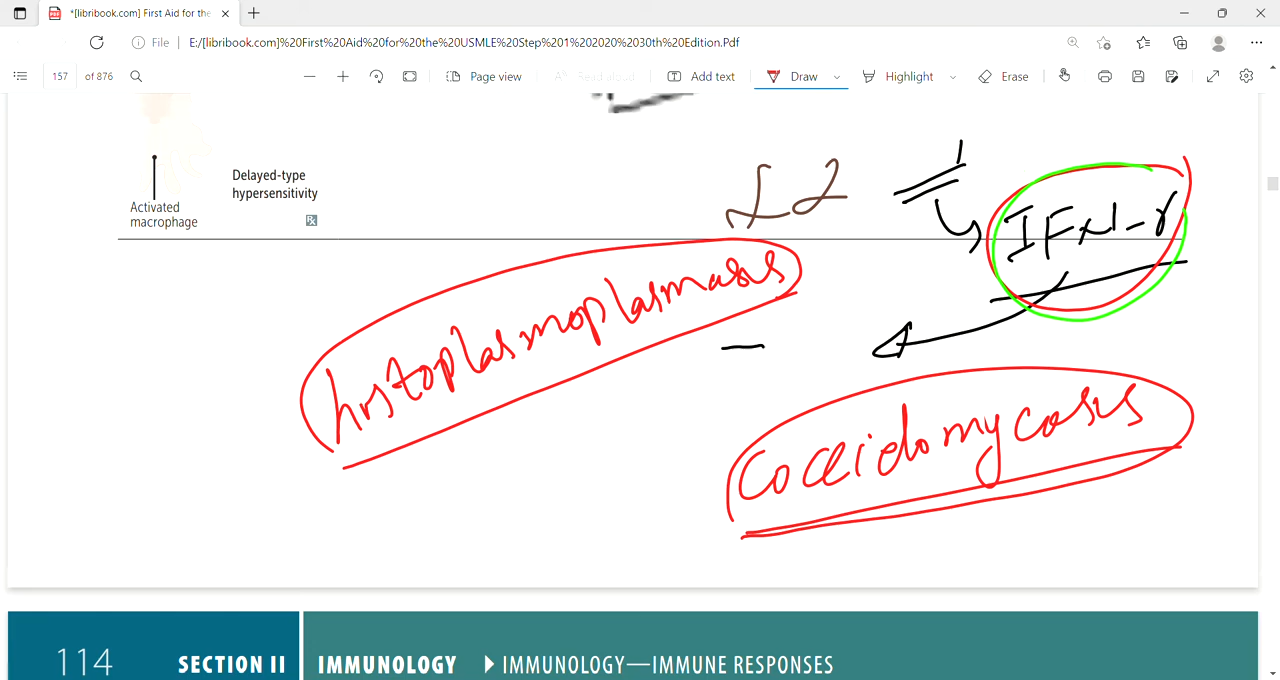 *[libribook.com] First Aid for the
File E:/[libribook.com]%20First%20Aid%20for%20the%20USMLE%20Step%201%202020%2030th%20Edition.Pdf
157 of 876 Page view Read aloud Add text Draw Highlight Erase
Delayed-type
hypersensitivity
Activated
macrophage
IFN-γ
histoplasmoplasmasis
Coccidomycosis
114 SECTION II IMMUNOLOGY ▶ IMMUNOLOGY—IMMUNE RESPONSES